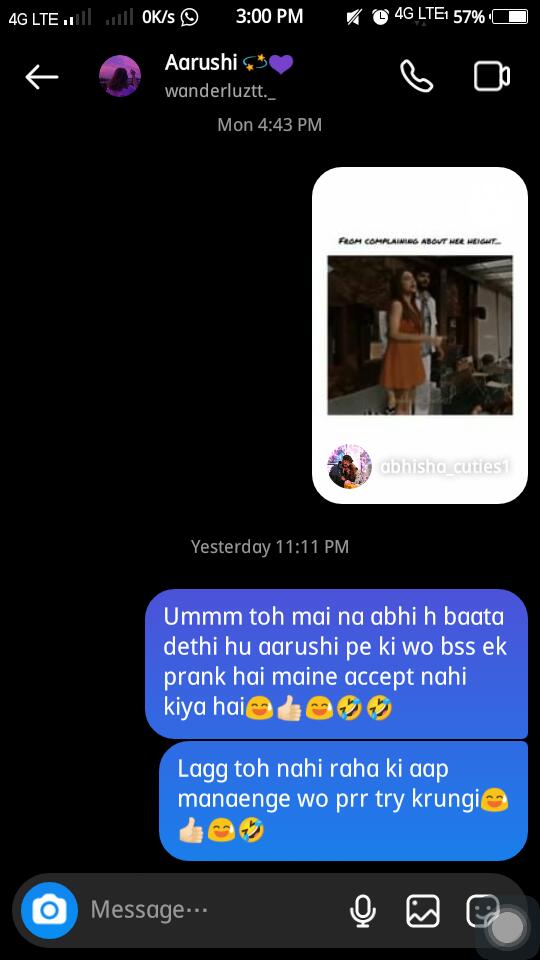 4G LTE 0K/s 3:00 PM 4G LTE 57%
Aarushi 💫💜
wanderluztt._
Mon 4:43 PM
FROM COMPLAINING ABOUT HER HEIGHT...
abhisha_cuties1
Yesterday 11:11 PM
Ummm toh mai na abhi h baata
dethi hu aarushi pe ki wo bss ek
prank hai maine accept nahi
kiya hai😅👍🏻😅🤣🤣
Lagg toh nahi raha ki aap
manaenge wo prr try krungi😅
👍🏻😅🤣
Message...